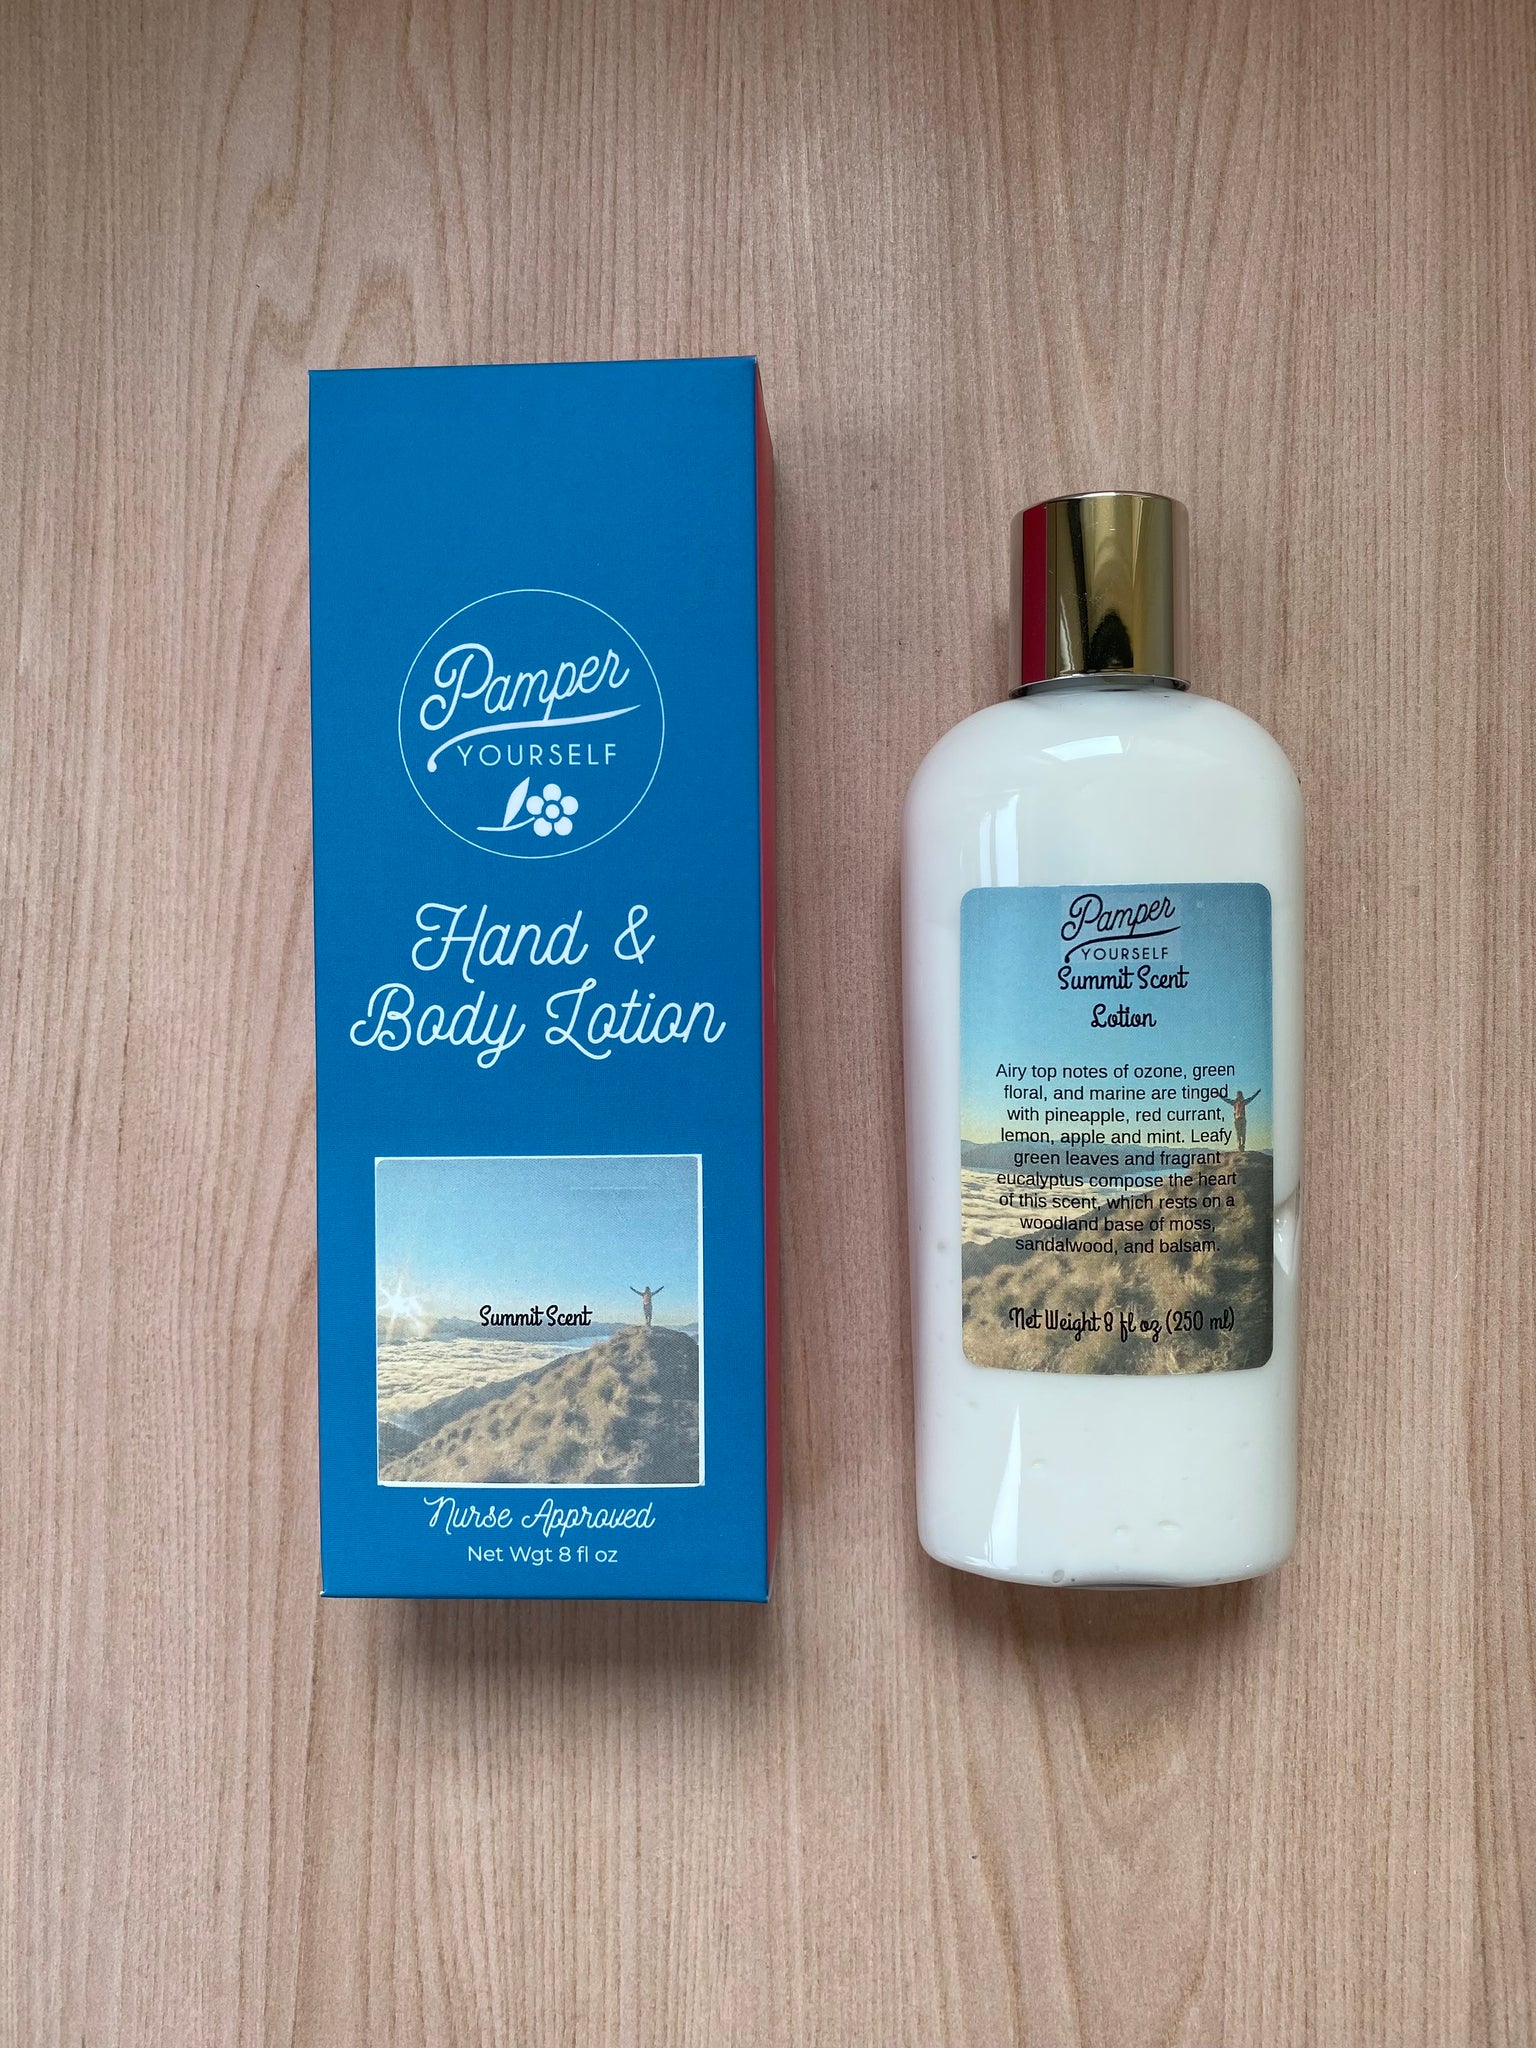 Pamper
YOURSELF
Hand &
Body Lotion
Summit Scent
Nurse Approved
Net Wgt 8 fl oz
Pamper
YOURSELF
Summit Scent
Lotion
Airy top notes of ozone, green
floral, and marine are tinged
with pineapple, red currant,
lemon, apple and mint. Leafy
green leaves and fragrant
eucalyptus compose the heart
of this scent, which rests on a
woodland base of moss,
sandalwood, and balsam.
Net Weight 8 fl oz (250 ml)